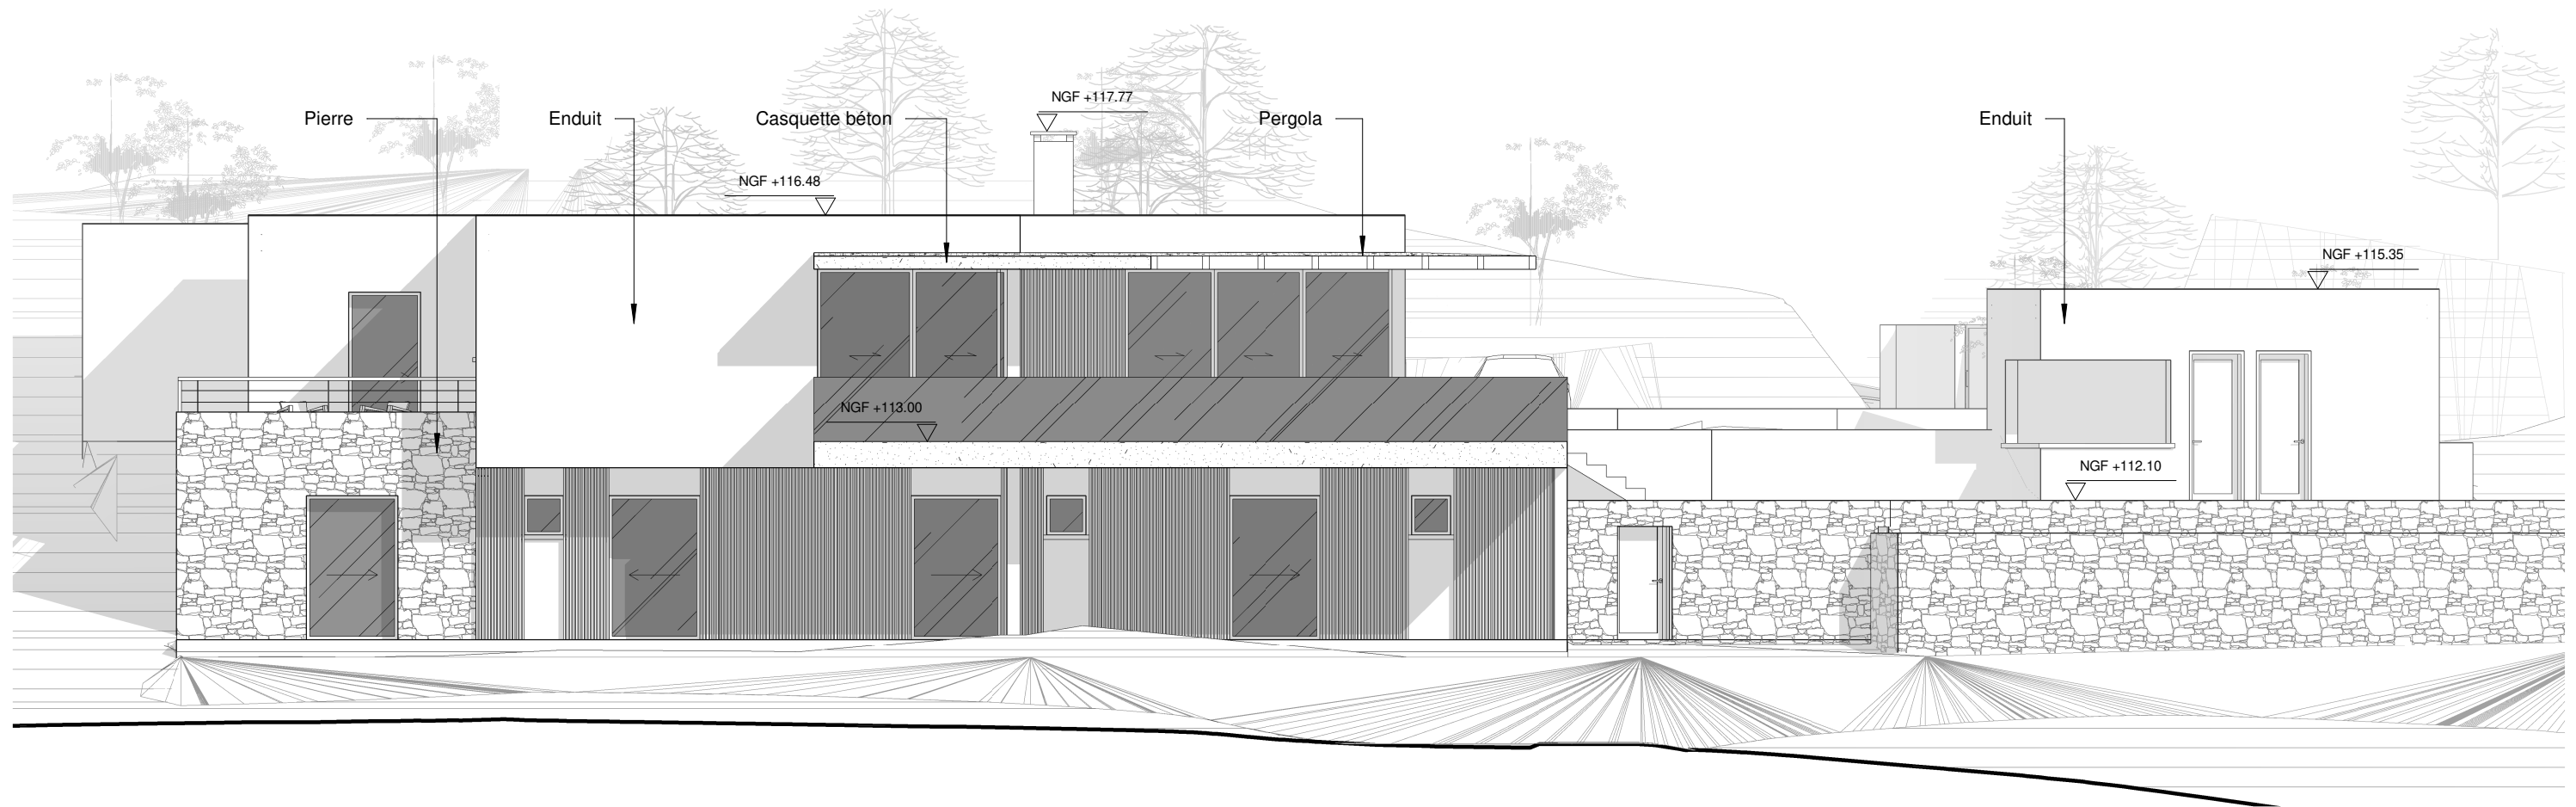 NGF +117.77
Pierre
Enduit
Casquette béton
Pergola
Enduit
NGF +116.48
NGF +115.35
NGF +113.00
NGF +112.10